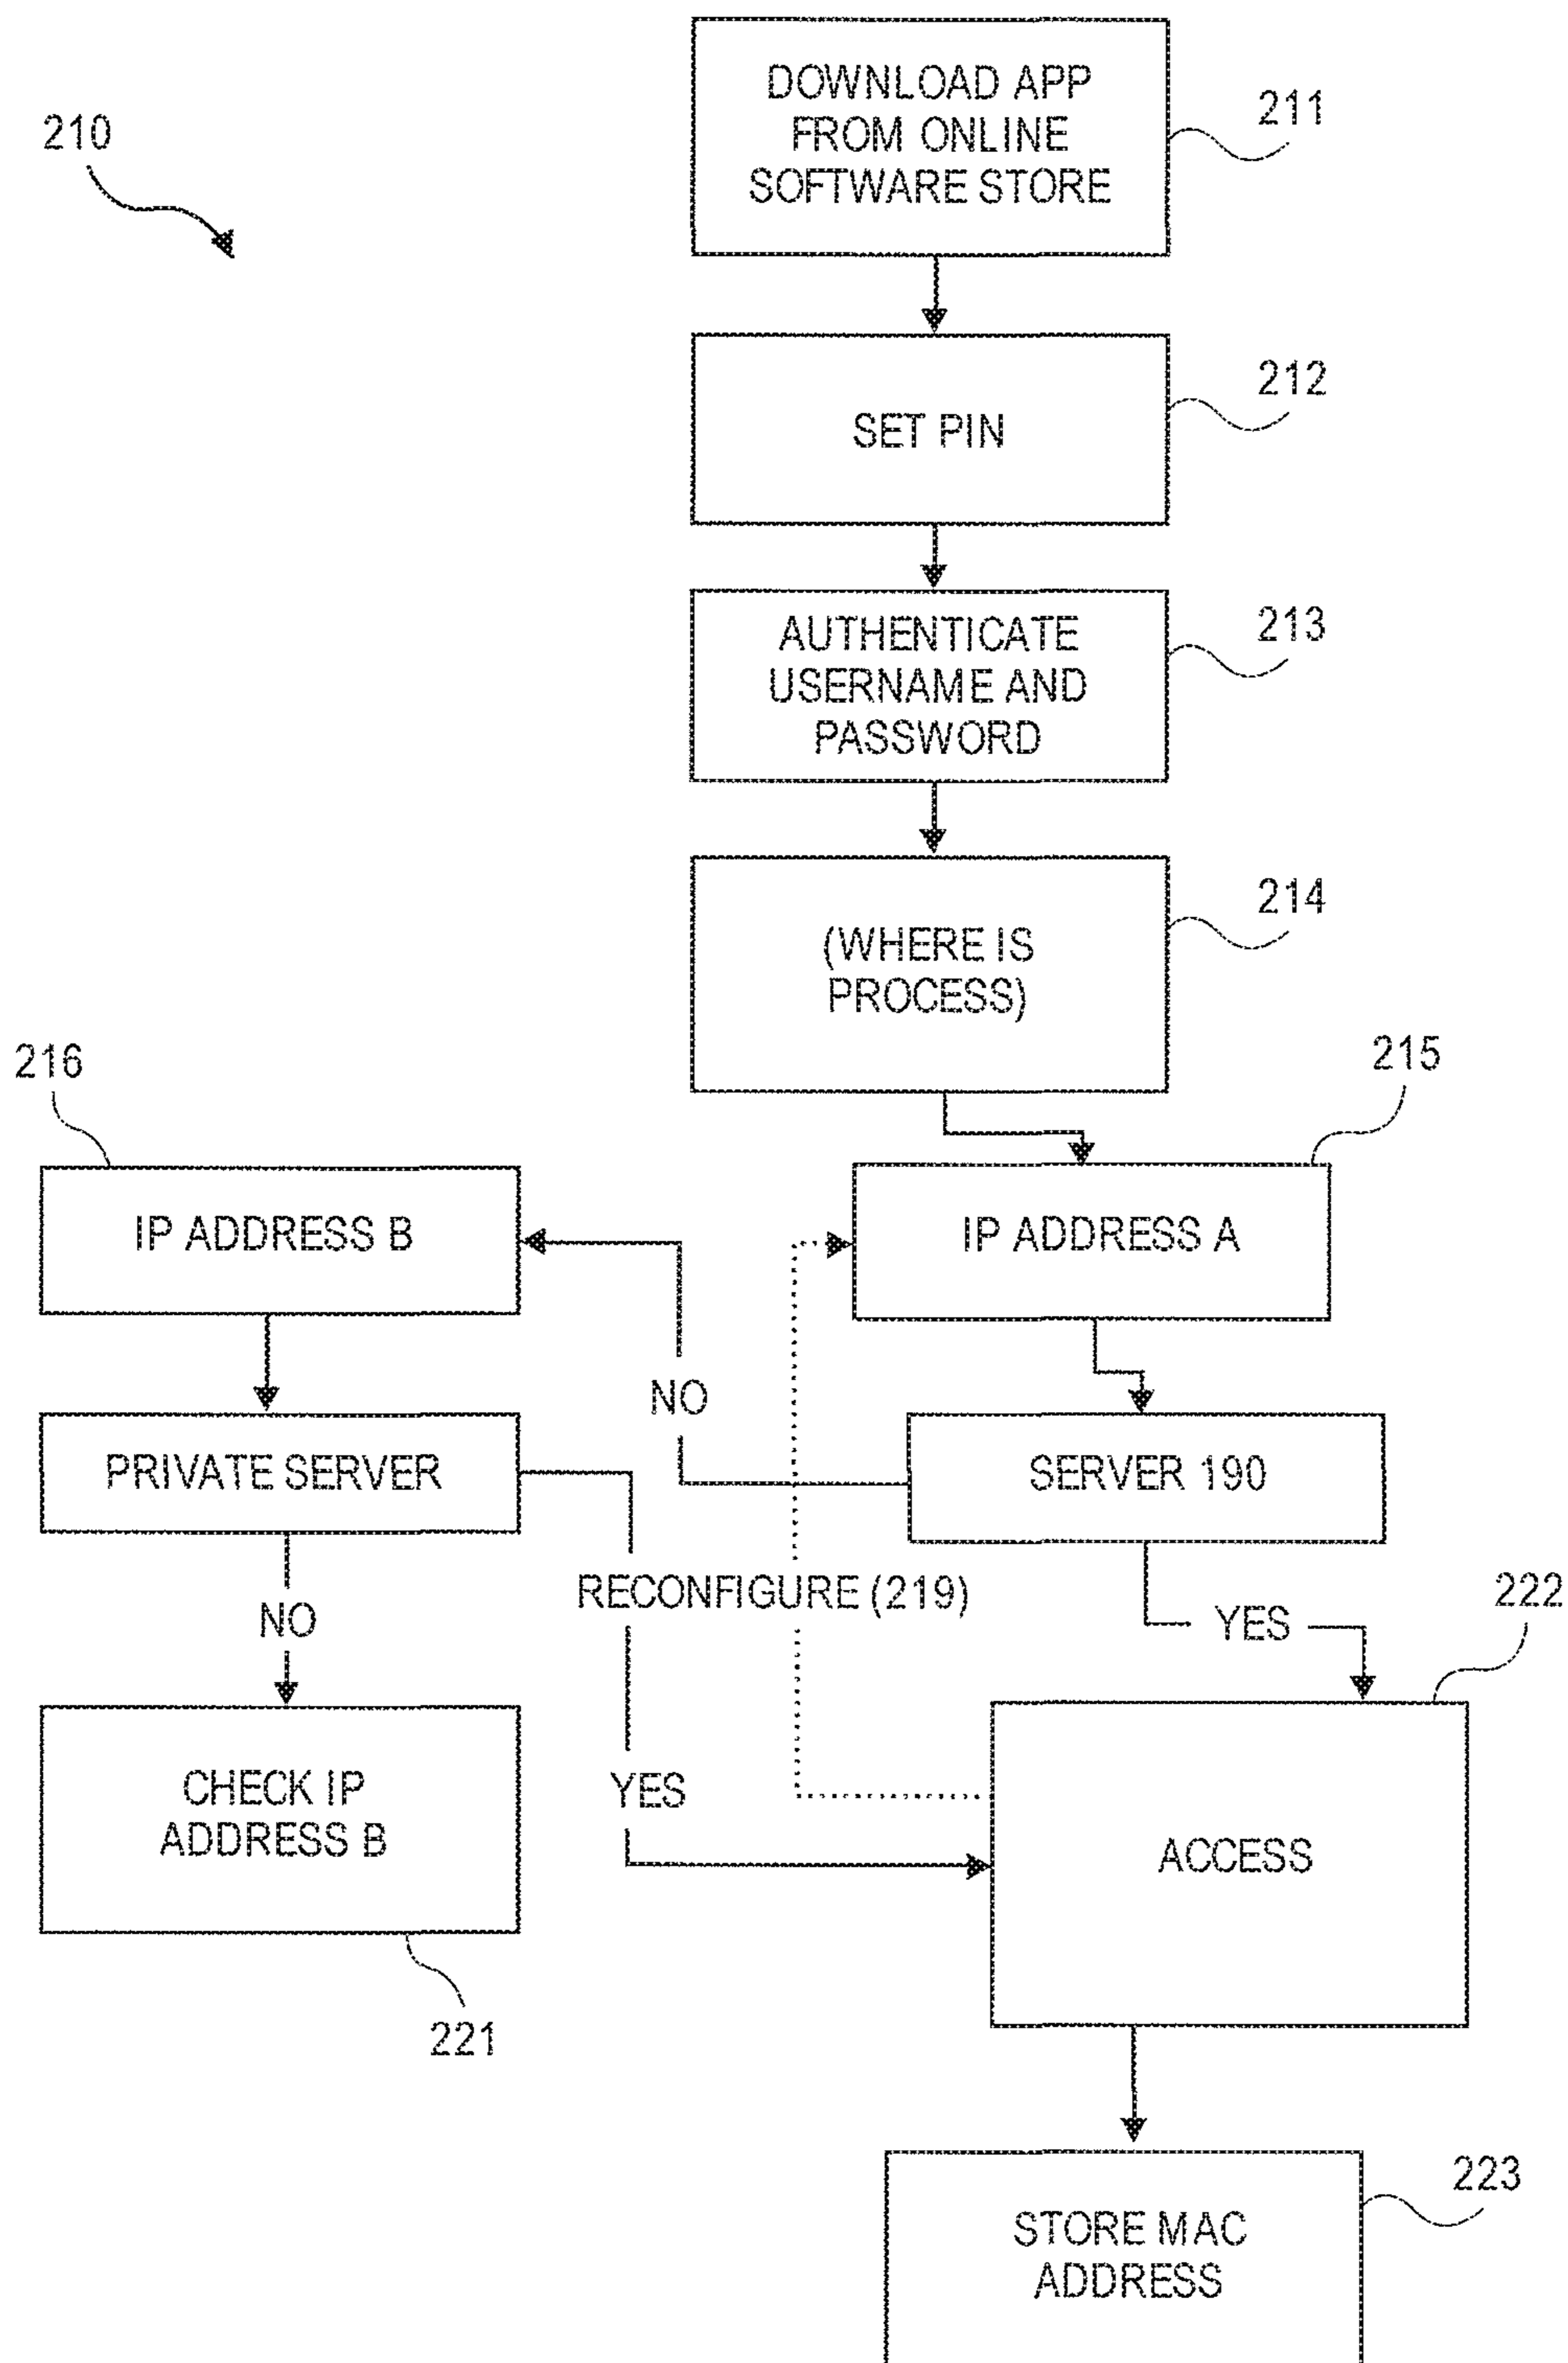 DOWNLOAD APP
FROM ONLINE
SOFTWARE STORE
211
210
SET PIN
212
AUTHENTICATE
USERNAME AND
PASSWORD
213
(WHERE IS
PROCESS)
214
216
215
IP ADDRESS B
IP ADDRESS A
NO
PRIVATE SERVER
SERVER 190
RECONFIGURE (219)
NO
YES
222
CHECK IP
ADDRESS B
YES
ACCESS
221
STORE MAC
ADDRESS
223